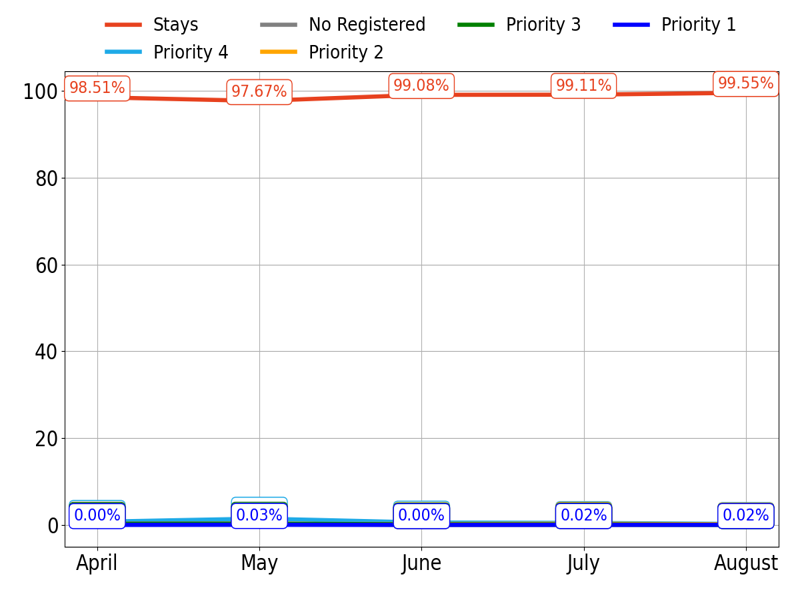 Stays No Registered Priority 3 Priority 1
Priority 4 Priority 2
100
80
60
40
20
0
98.51% 97.67% 99.08% 99.11% 99.55%
0.00% 0.03% 0.00% 0.02% 0.02%
April May June July August